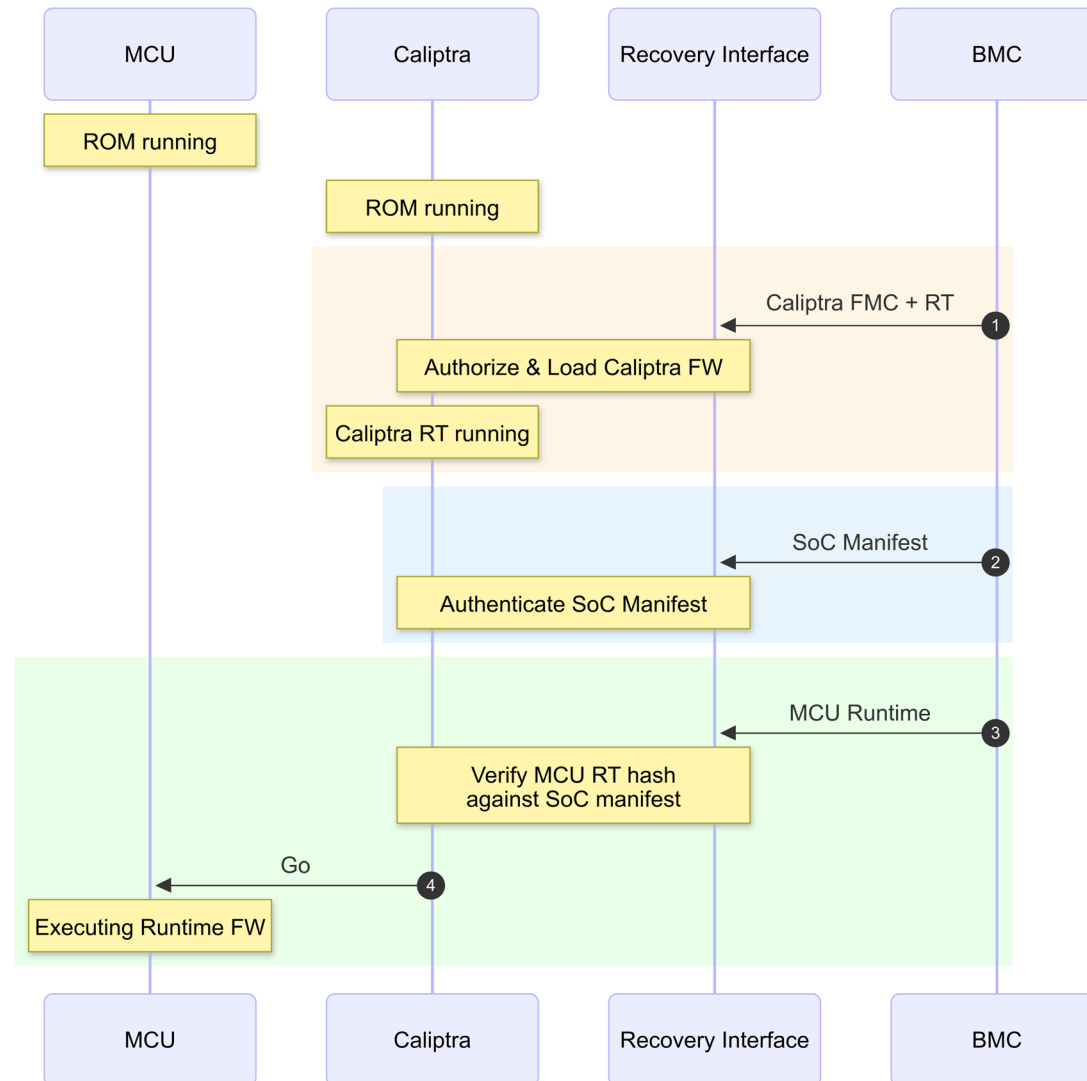 MCU
Caliptra
Recovery Interface
BMC
ROM running
ROM running
Caliptra FMC + RT
1
Authorize & Load Caliptra FW
Caliptra RT running
SoC Manifest
2
Authenticate SoC Manifest
MCU Runtime
3
Verify MCU RT hash
against SoC manifest
Go
4
Executing Runtime FW
MCU
Caliptra
Recovery Interface
BMC